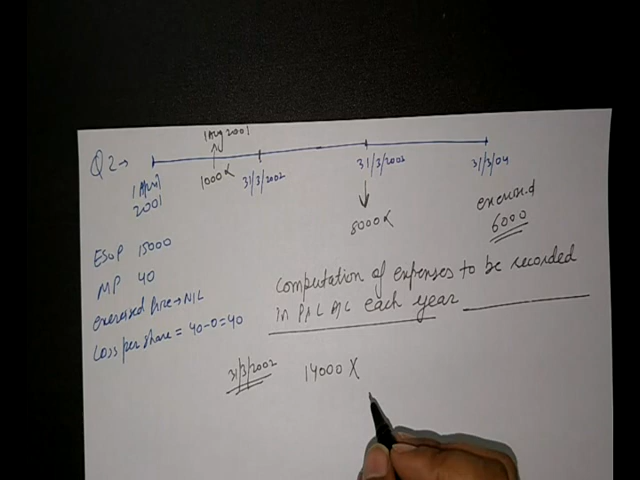 1 Aug 2001
Q2→
1000 X
1 April
2001
31/3/2002
31/3/2003
31/3/04
8000 X
exercised
6000
ESOP 15000
MP 40
exercised price → NIL
Loss per share = 40-0=40
Computation of expenses to be recorded
in P&L A/C each year
31/3/2002 14000 X